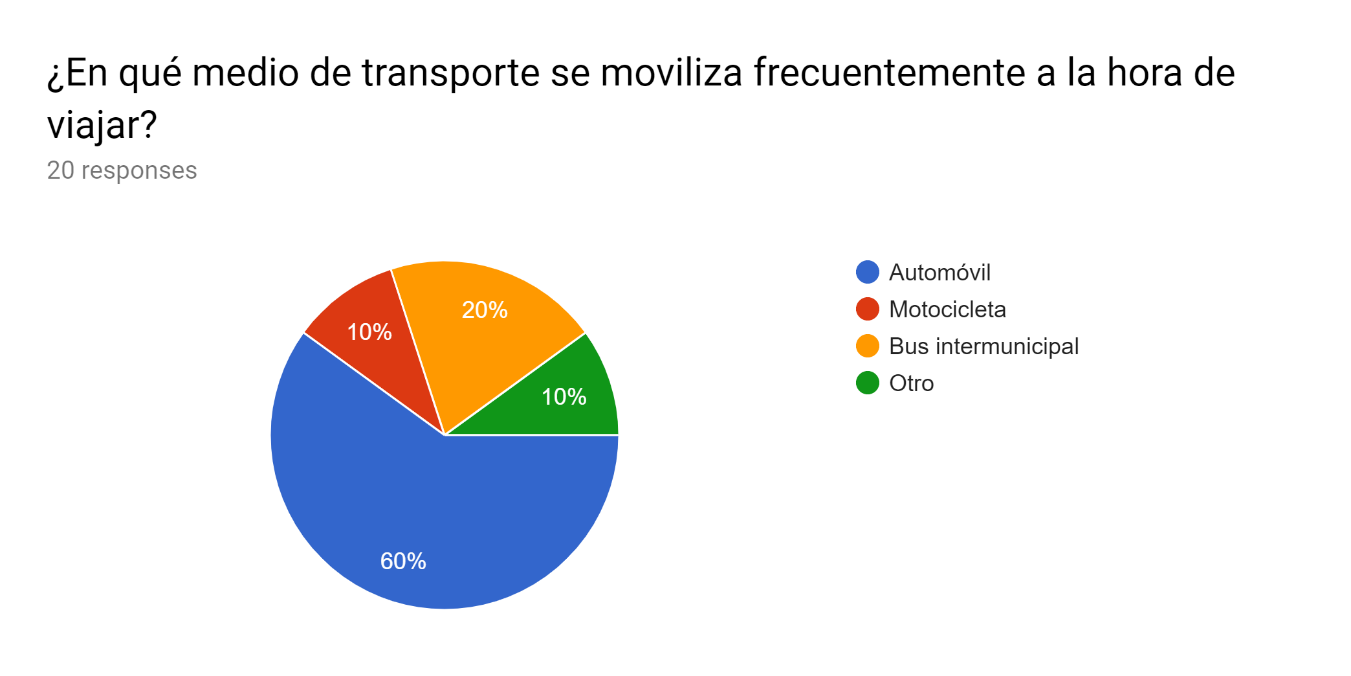 ¿En qué medio de transporte se moviliza frecuentemente a la hora de
viajar?
20 responses
20%
10%
10%
60%
Automóvil
Motocicleta
Bus intermunicipal
Otro